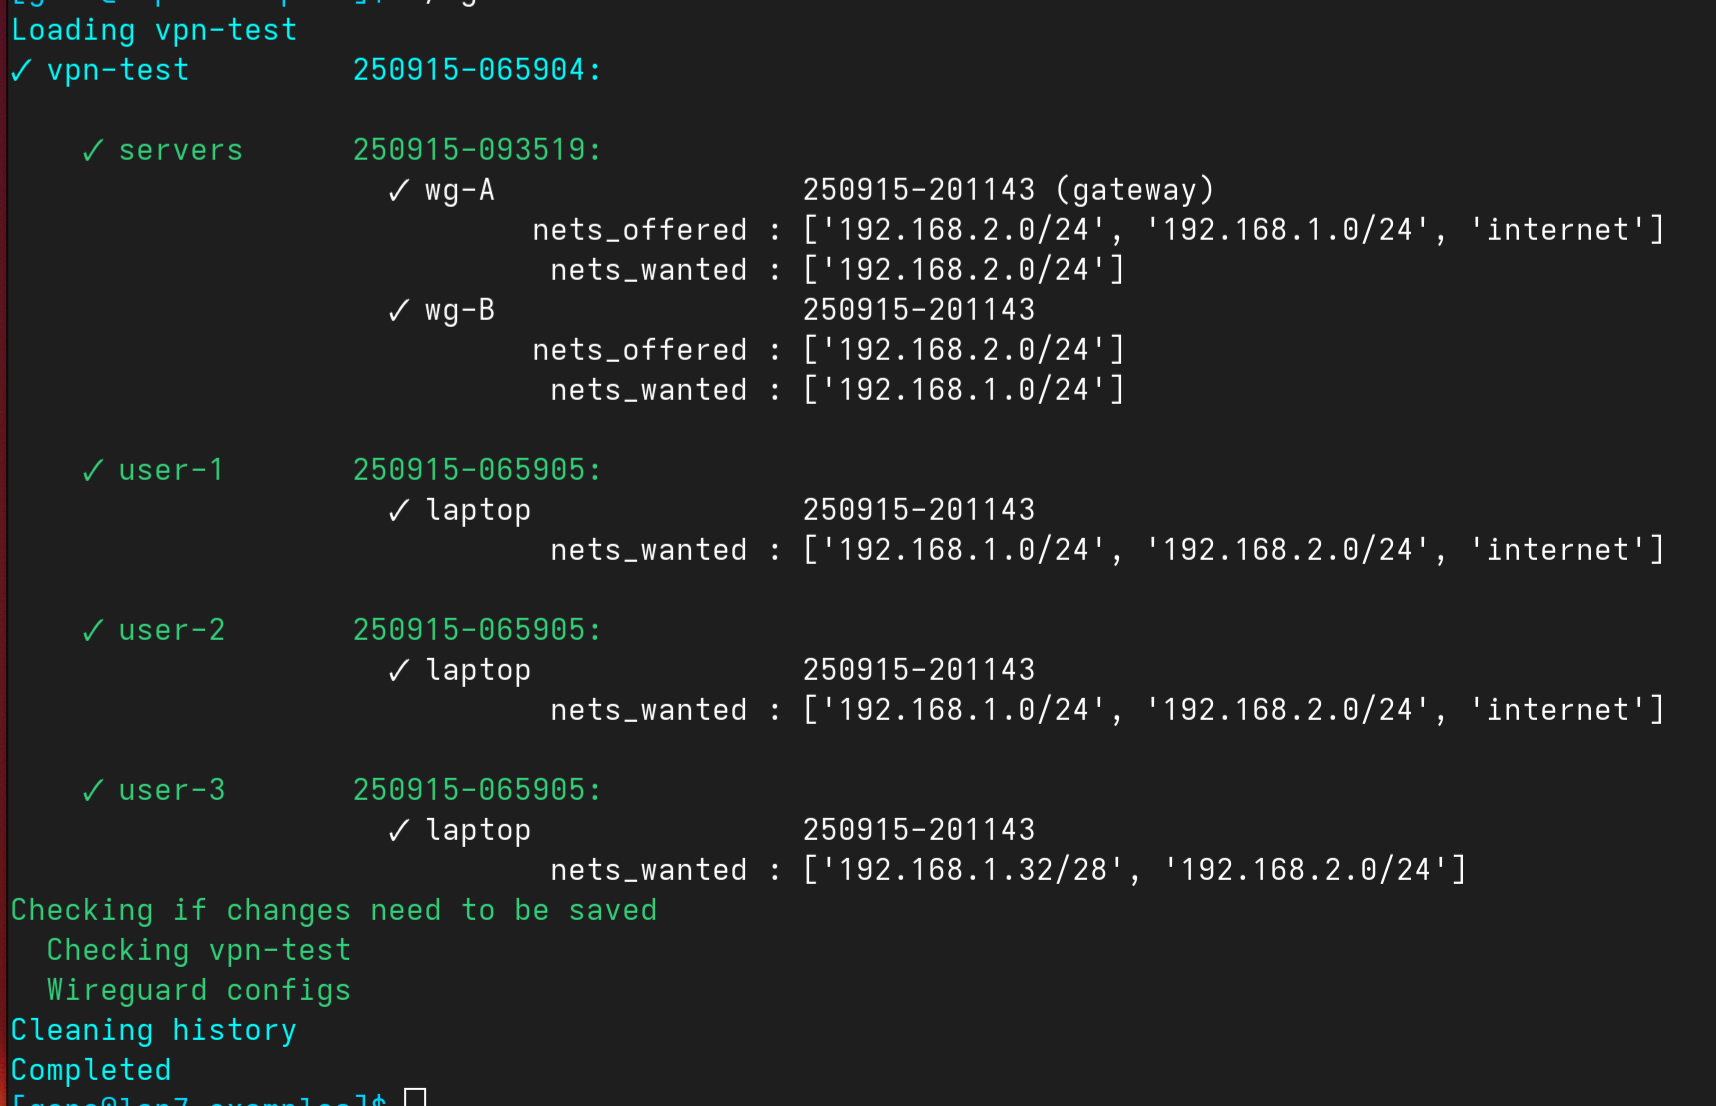 Loading vpn-test
✓ vpn-test 250915-065904:
✓ servers 250915-093519:
✓ wg-A 250915-201143 (gateway)
nets_offered : ['192.168.2.0/24', '192.168.1.0/24', 'internet']
nets_wanted : ['192.168.2.0/24']
✓ wg-B 250915-201143
nets_offered : ['192.168.2.0/24']
nets_wanted : ['192.168.1.0/24']
✓ user-1 250915-065905:
✓ laptop 250915-201143
nets_wanted : ['192.168.1.0/24', '192.168.2.0/24', 'internet']
✓ user-2 250915-065905:
✓ laptop 250915-201143
nets_wanted : ['192.168.1.0/24', '192.168.2.0/24', 'internet']
✓ user-3 250915-065905:
✓ laptop 250915-201143
nets_wanted : ['192.168.1.32/28', '192.168.2.0/24']
Checking if changes need to be saved
Checking vpn-test
Wireguard configs
Cleaning history
Completed